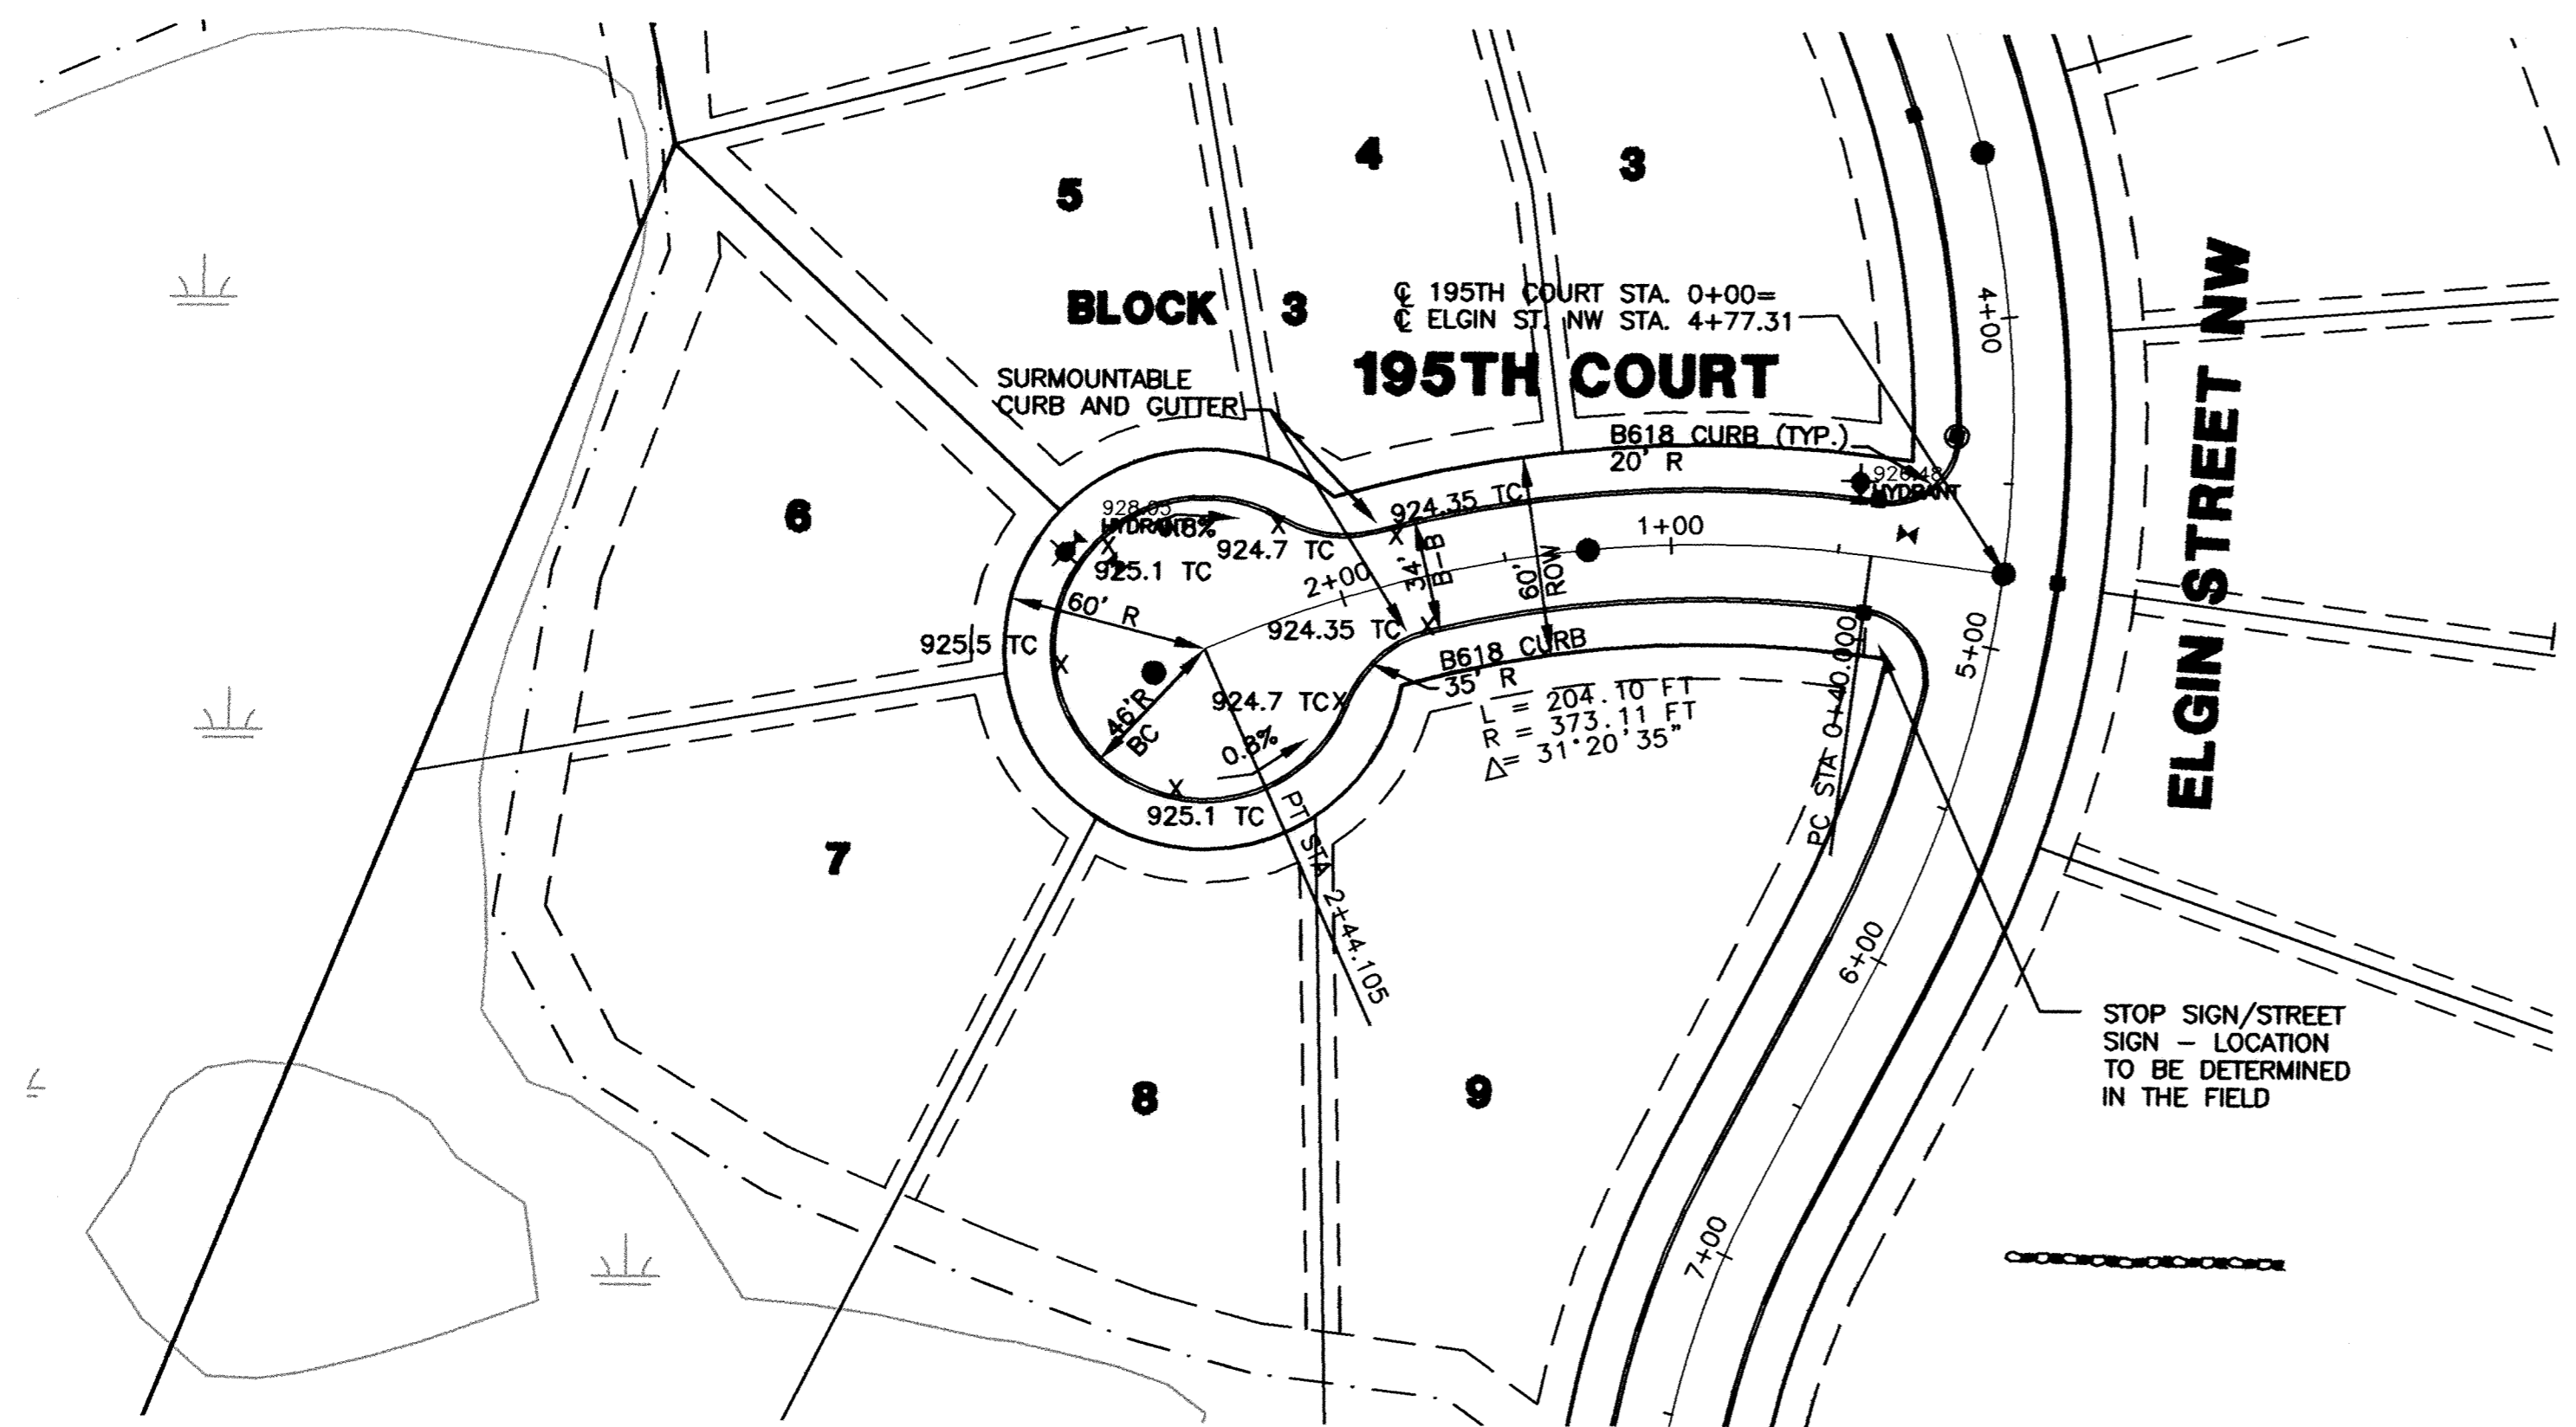 5
4
3
BLOCK 3
℄ 195TH COURT STA. 0+00=
℄ ELGIN ST. NW STA. 4+77.31
195TH COURT
ELGIN STREET NW
4+00
SURMOUNTABLE
CURB AND GUTTER
B618 CURB (TYP.)
20' R
HYDRANT
6
928.05
HYDRANT
0.8%
924.7 TC
925.1 TC
924.35 TC
1+00
2+00
34'
B-B
60'
ROW
60' R
924.35 TC
925.5 TC
B618 CURB
35' R
L = 204.10 FT
R = 373.11 FT
Δ= 31°20'35"
46'R
BC
924.7 TC
0.8%
925.1 TC
PT STA 2+44.105
PC STA 0+40.000
5+00
6+00
7+00
7
8
9
STOP SIGN/STREET
SIGN – LOCATION
TO BE DETERMINED
IN THE FIELD